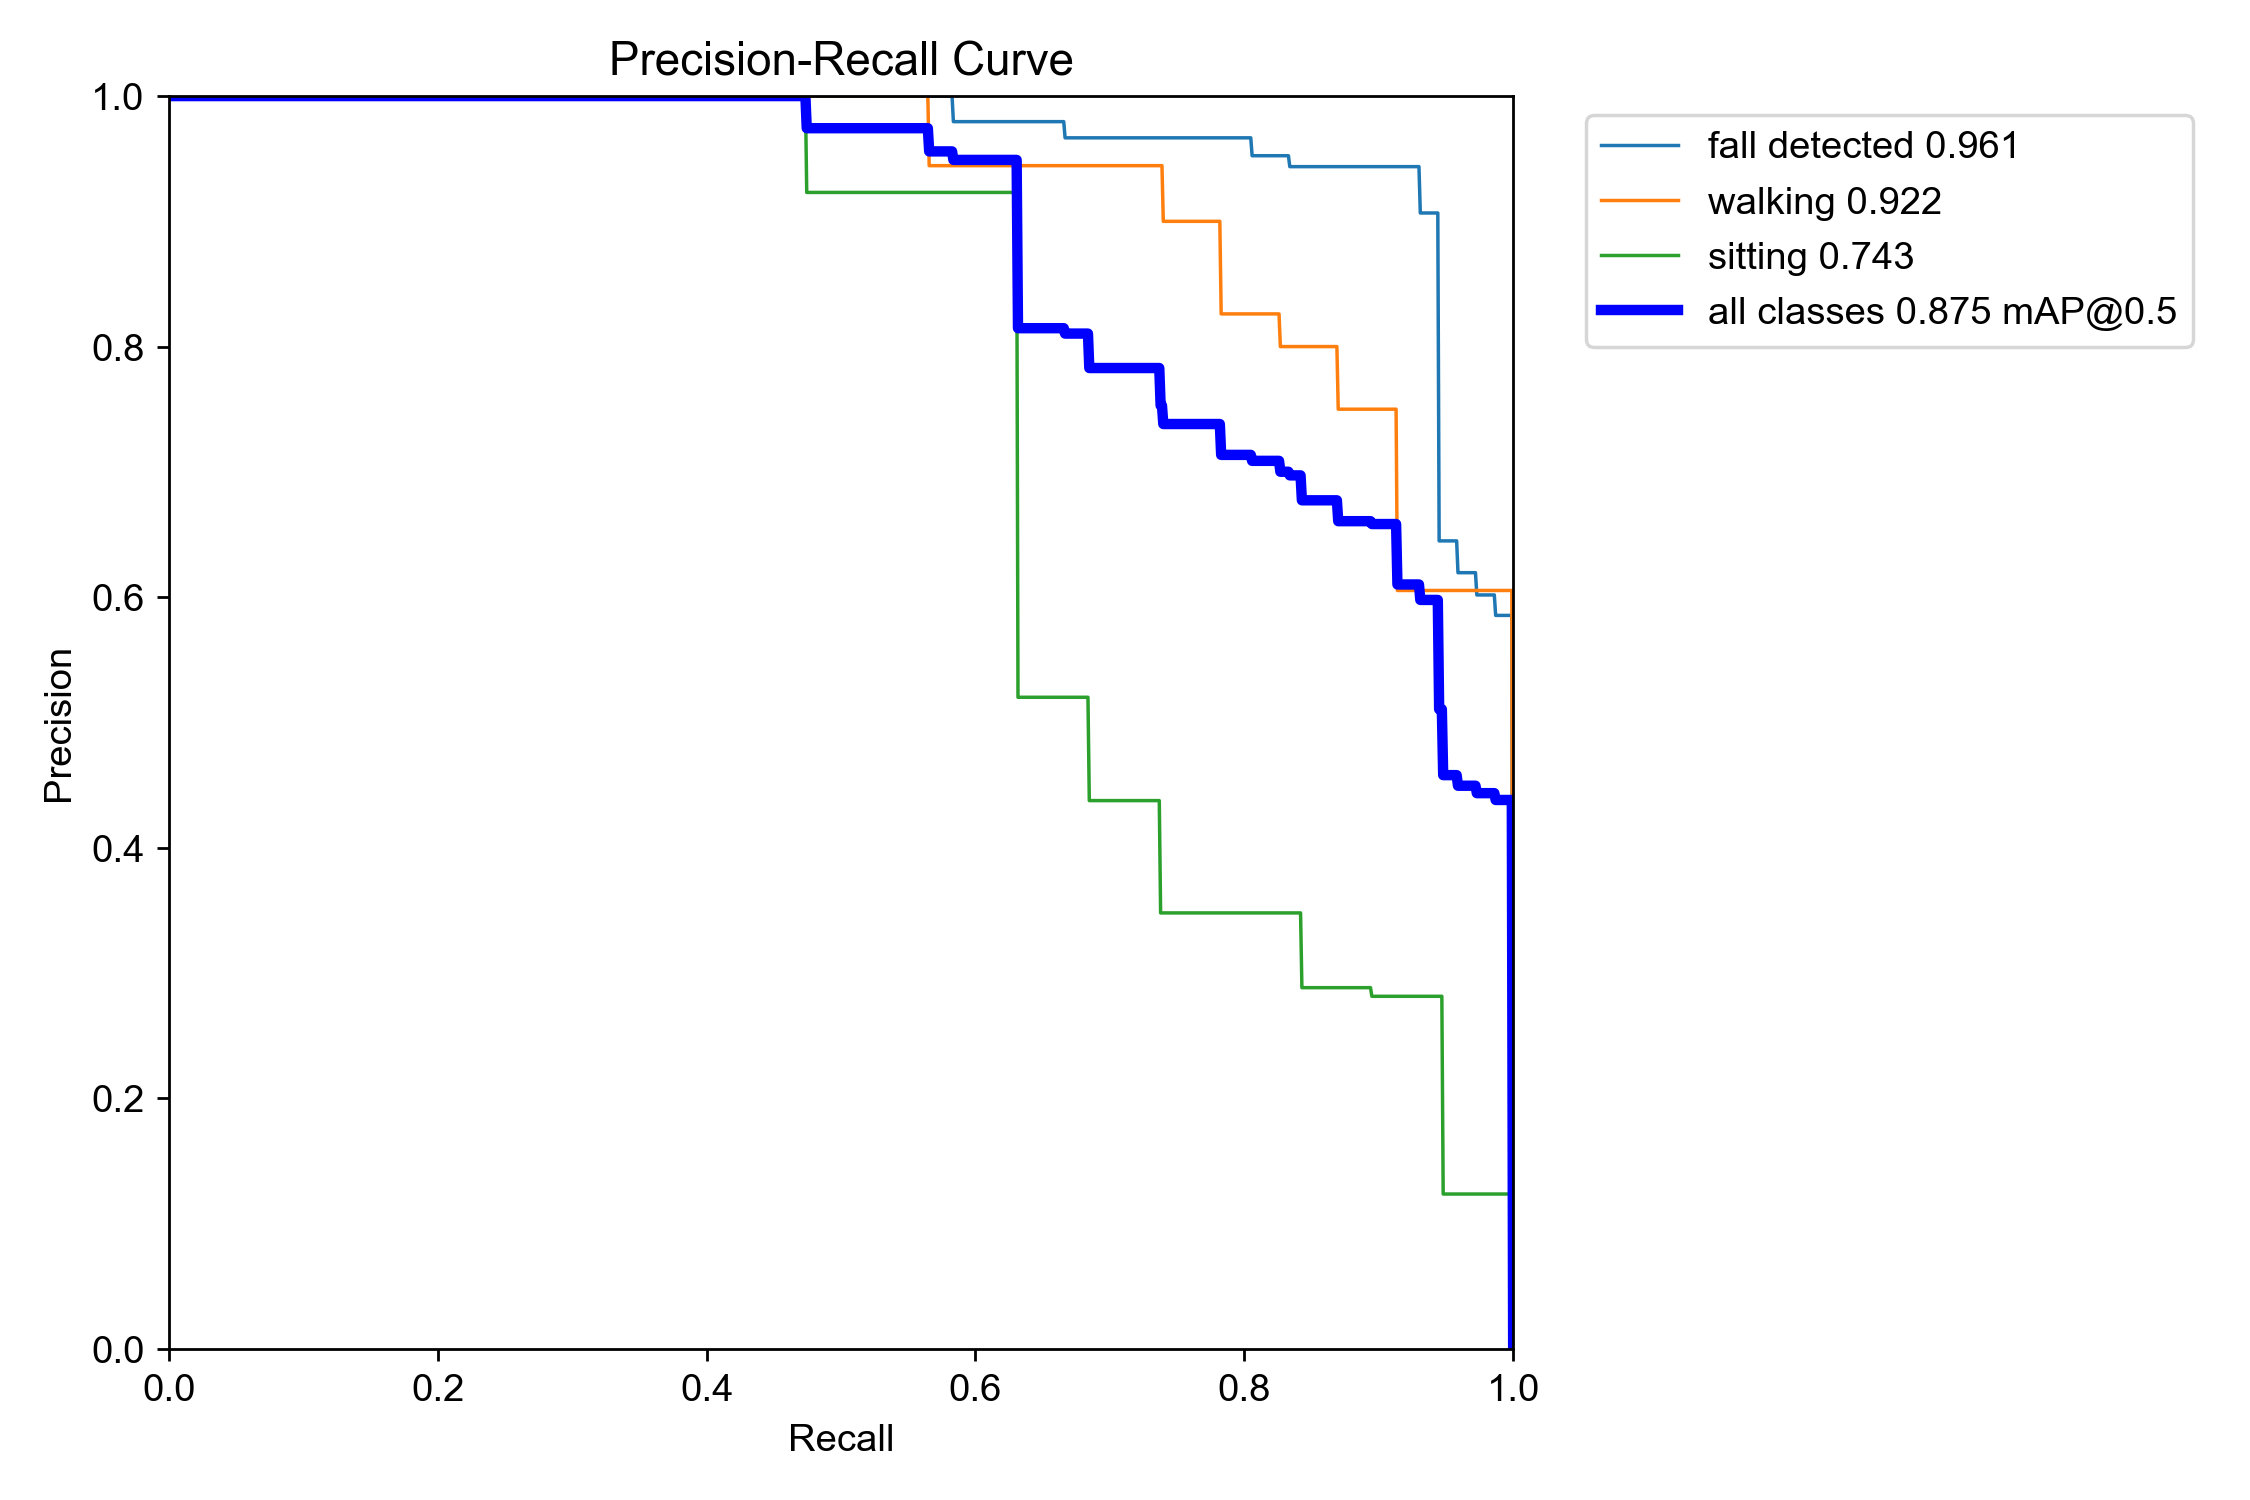 Precision-Recall Curve
1.0
0.8
0.6
0.4
0.2
0.0
Precision
0.0 0.2 0.4 0.6 0.8 1.0
Recall
fall detected 0.961
walking 0.922
sitting 0.743
all classes 0.875 mAP@0.5